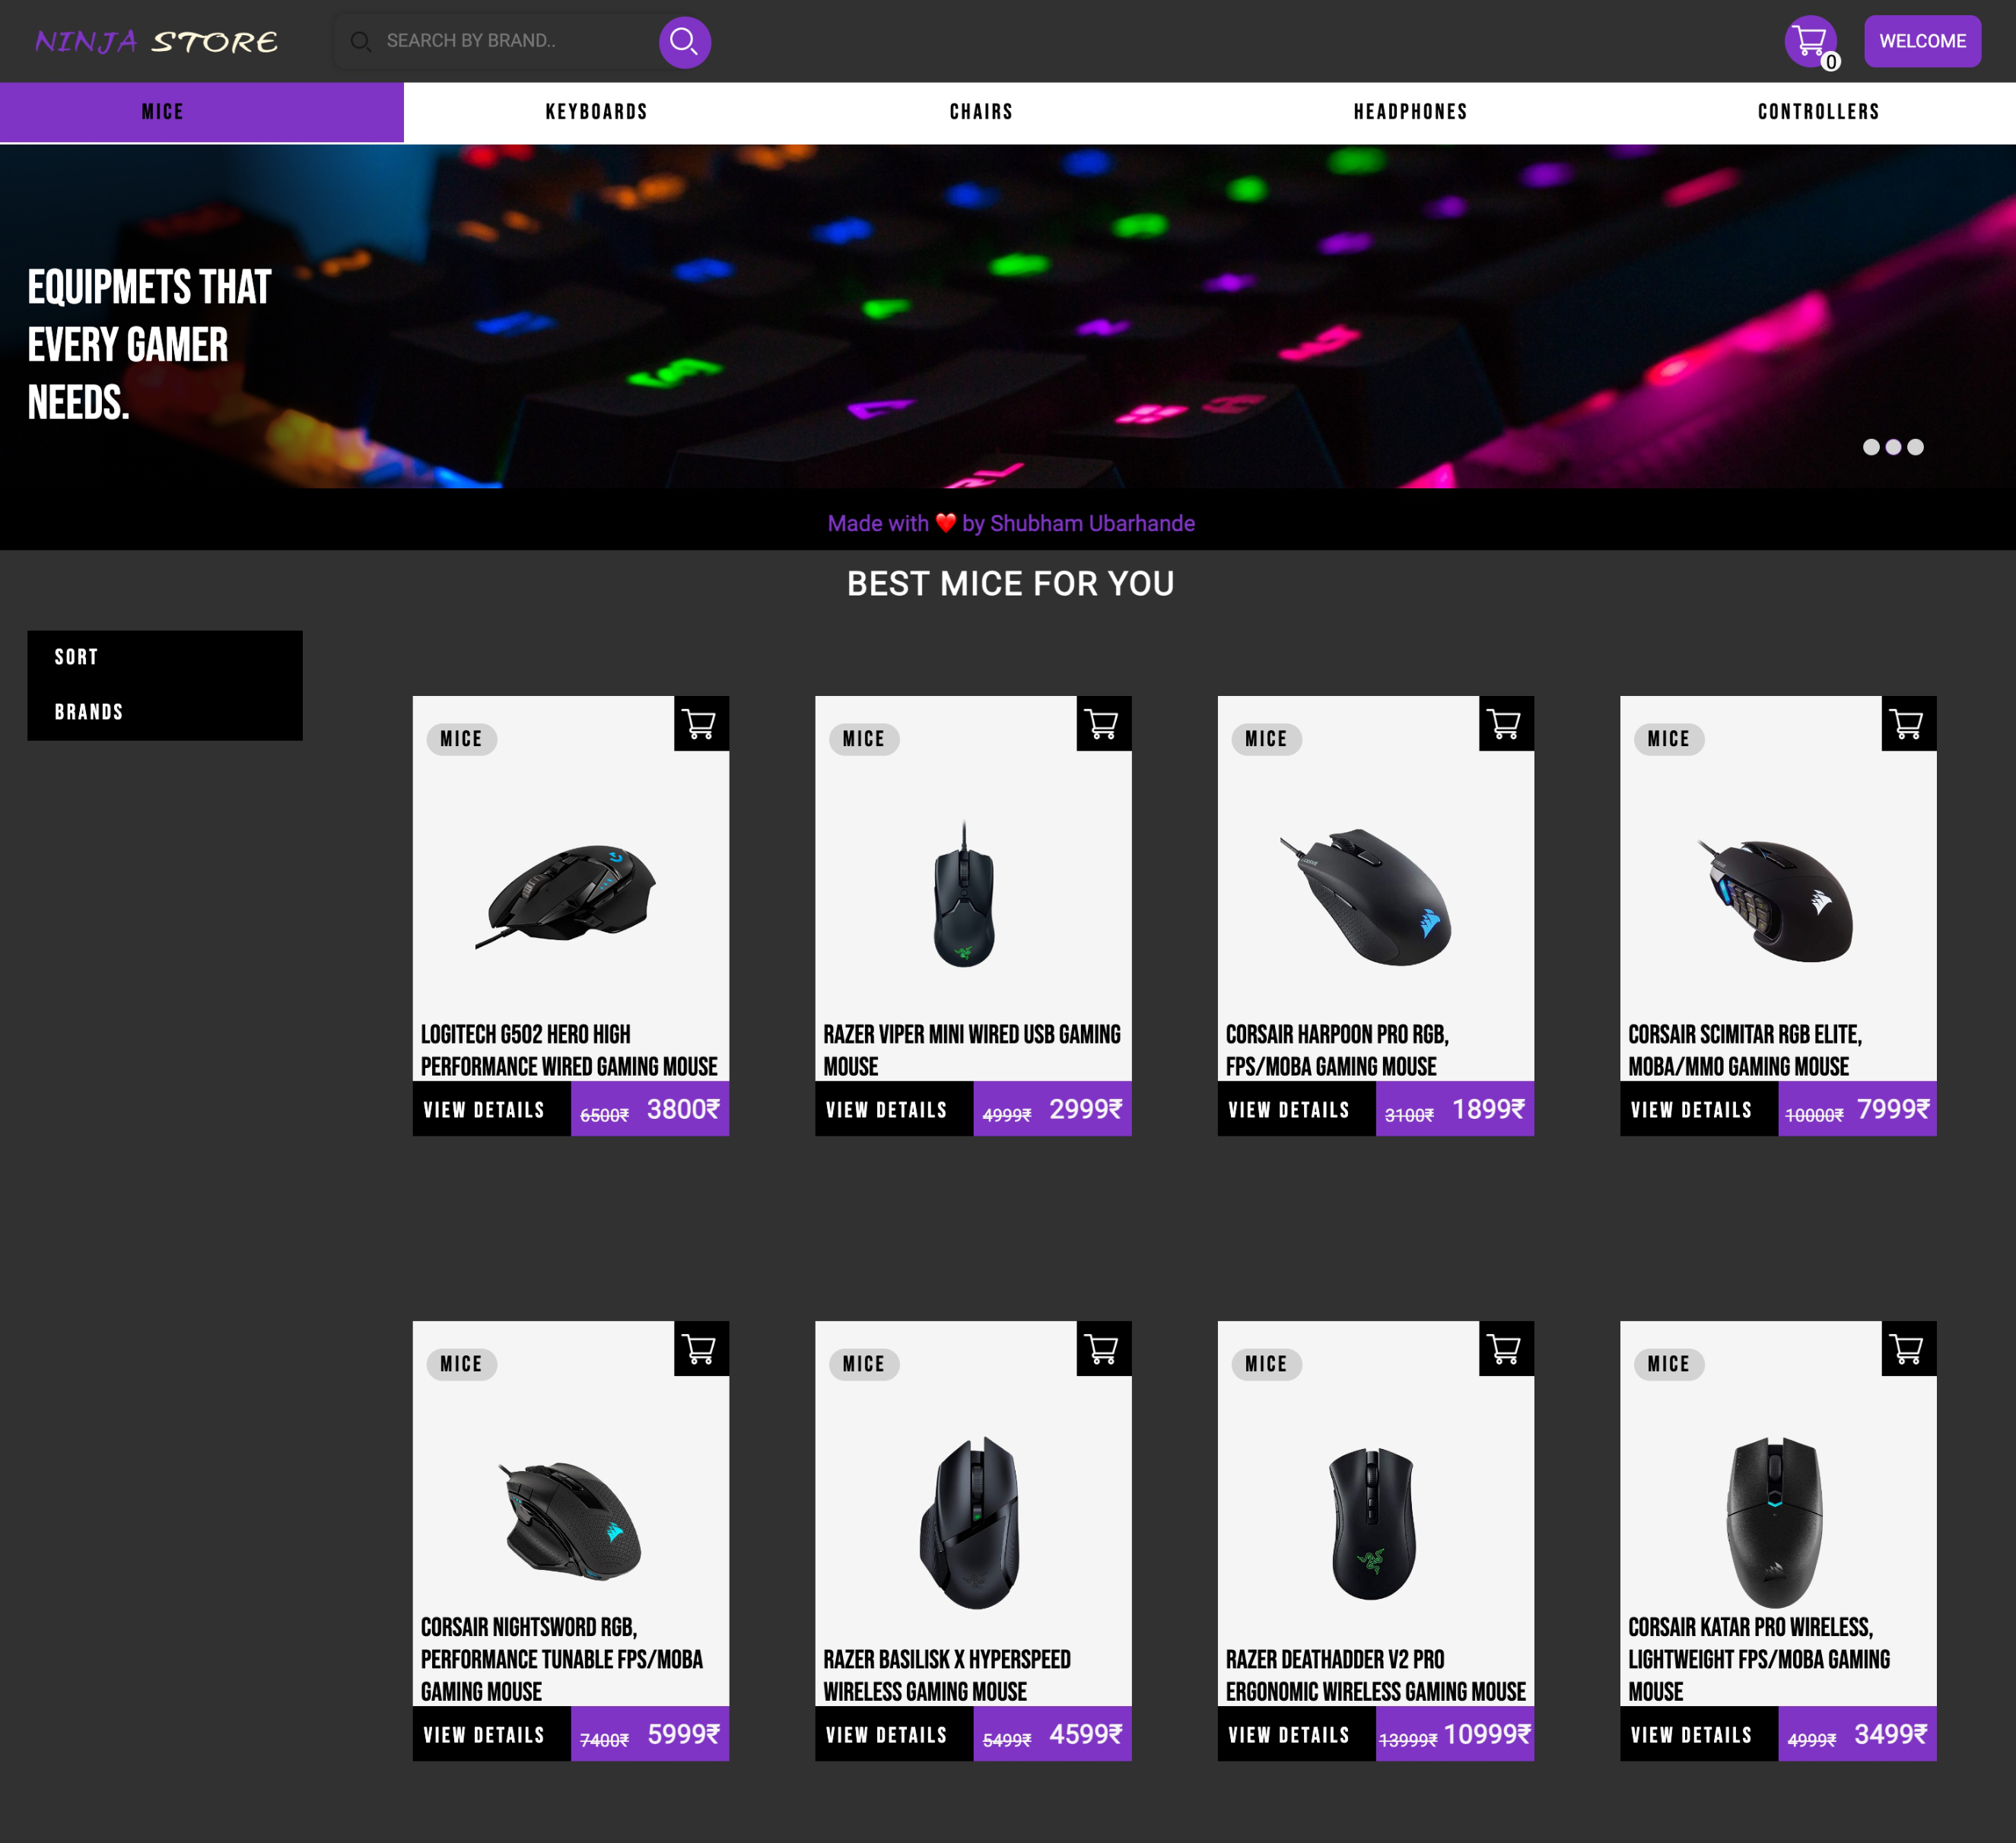 NINJA STORE
SEARCH BY BRAND..
0
WELCOME
MICE
KEYBOARDS
CHAIRS
HEADPHONES
CONTROLLERS
EQUIPMETS THAT
EVERY GAMER
NEEDS.
Made with ❤️ by Shubham Ubarhande
BEST MICE FOR YOU
SORT
BRANDS
MICE
LOGITECH G502 HERO HIGH
PERFORMANCE WIRED GAMING MOUSE
VIEW DETAILS
6500₹ 3800₹
MICE
RAZER VIPER MINI WIRED USB GAMING
MOUSE
VIEW DETAILS
4999₹ 2999₹
MICE
CORSAIR HARPOON PRO RGB,
FPS/MOBA GAMING MOUSE
VIEW DETAILS
3100₹ 1899₹
MICE
CORSAIR SCIMITAR RGB ELITE,
MOBA/MMO GAMING MOUSE
VIEW DETAILS
10000₹ 7999₹
MICE
CORSAIR NIGHTSWORD RGB,
PERFORMANCE TUNABLE FPS/MOBA
GAMING MOUSE
VIEW DETAILS
7400₹ 5999₹
MICE
RAZER BASILISK X HYPERSPEED
WIRELESS GAMING MOUSE
VIEW DETAILS
5499₹ 4599₹
MICE
RAZER DEATHADDER V2 PRO
ERGONOMIC WIRELESS GAMING MOUSE
VIEW DETAILS
13999₹ 10999₹
MICE
CORSAIR KATAR PRO WIRELESS,
LIGHTWEIGHT FPS/MOBA GAMING
MOUSE
VIEW DETAILS
4999₹ 3499₹